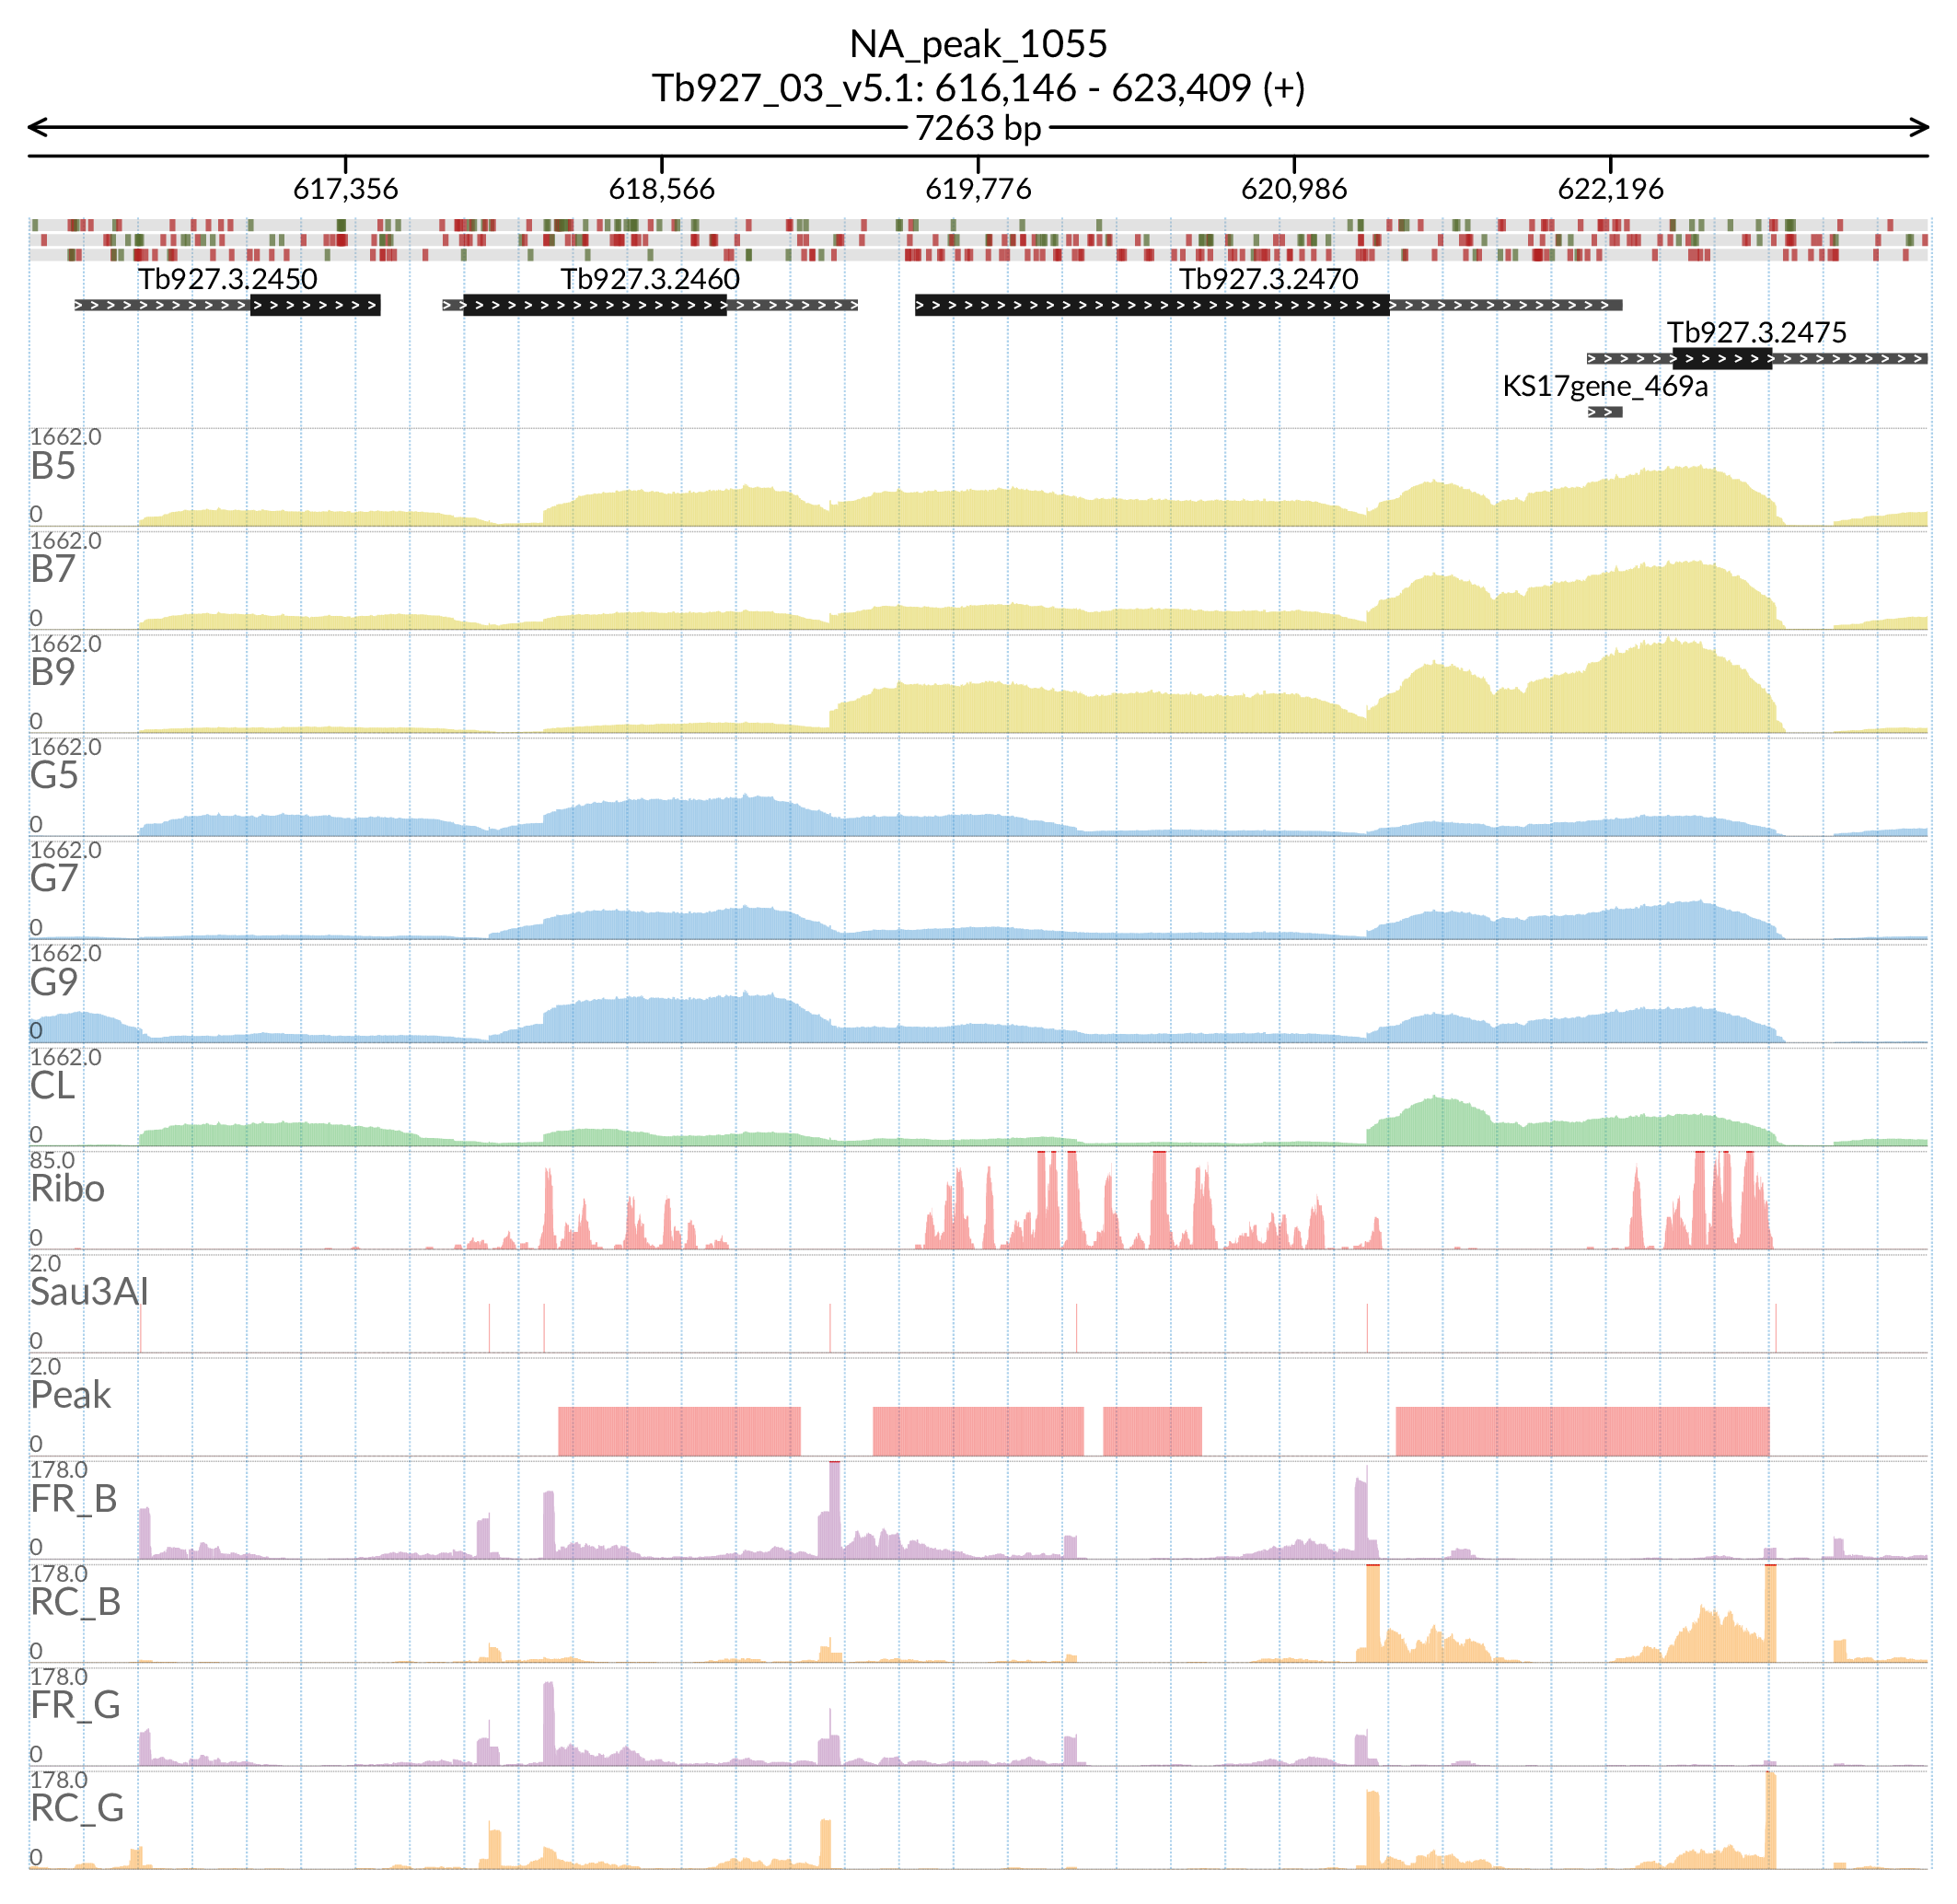 NA_peak_1055
Tb927_03_v5.1: 616,146 - 623,409 (+)
7263 bp
617,356 618,566 619,776 620,986 622,196
Tb927.3.2450 Tb927.3.2460 Tb927.3.2470
Tb927.3.2475
KS17gene_469a
1662.0
B5
0
1662.0
B7
0
1662.0
B9
0
1662.0
G5
0
1662.0
G7
0
1662.0
G9
0
1662.0
CL
0
85.0
Ribo
0
2.0
Sau3AI
0
2.0
Peak
0
178.0
FR_B
0
178.0
RC_B
0
178.0
FR_G
0
178.0
RC_G
0